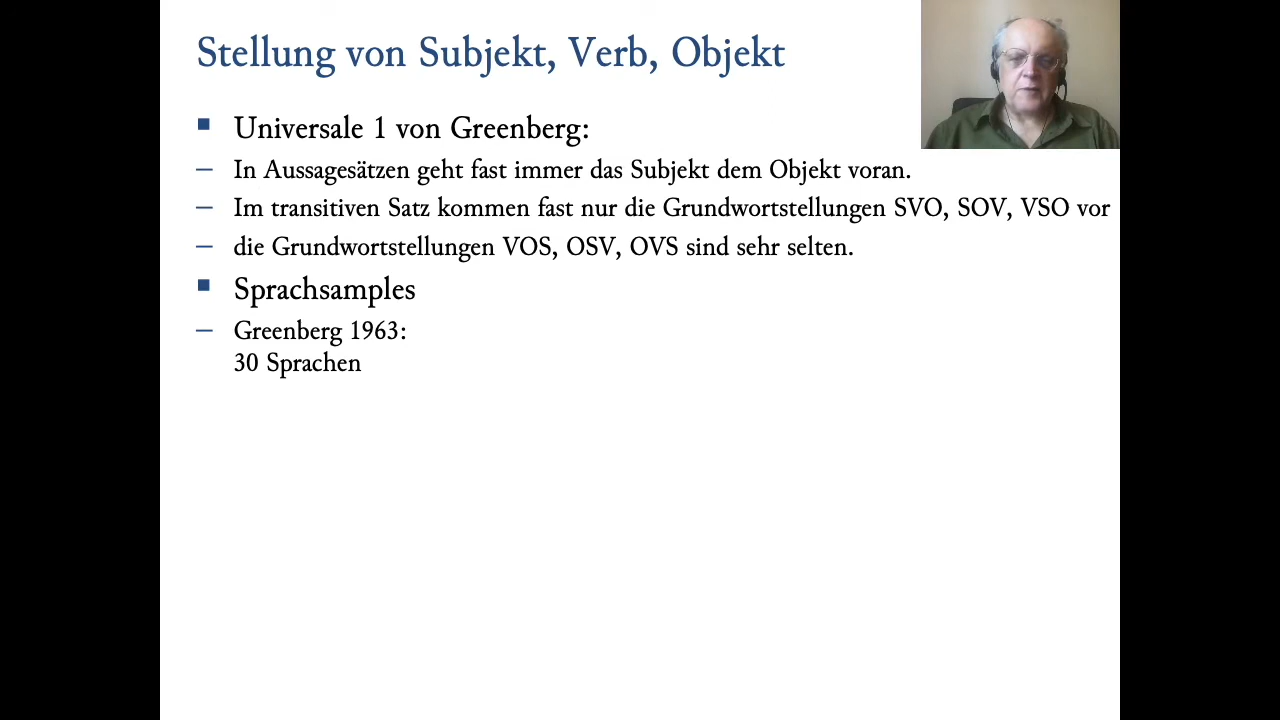 Stellung von Subjekt, Verb, Objekt
Universale 1 von Greenberg:
– In Aussagesätzen geht fast immer das Subjekt dem Objekt voran.
– Im transitiven Satz kommen fast nur die Grundwortstellungen SVO, SOV, VSO vor
– die Grundwortstellungen VOS, OSV, OVS sind sehr selten.
Sprachsamples
– Greenberg 1963:
30 Sprachen